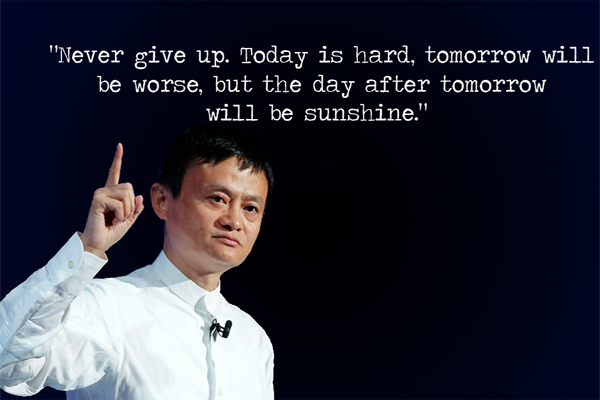 "Never give up. Today is hard, tomorrow will
be worse, but the day after tomorrow
will be sunshine."